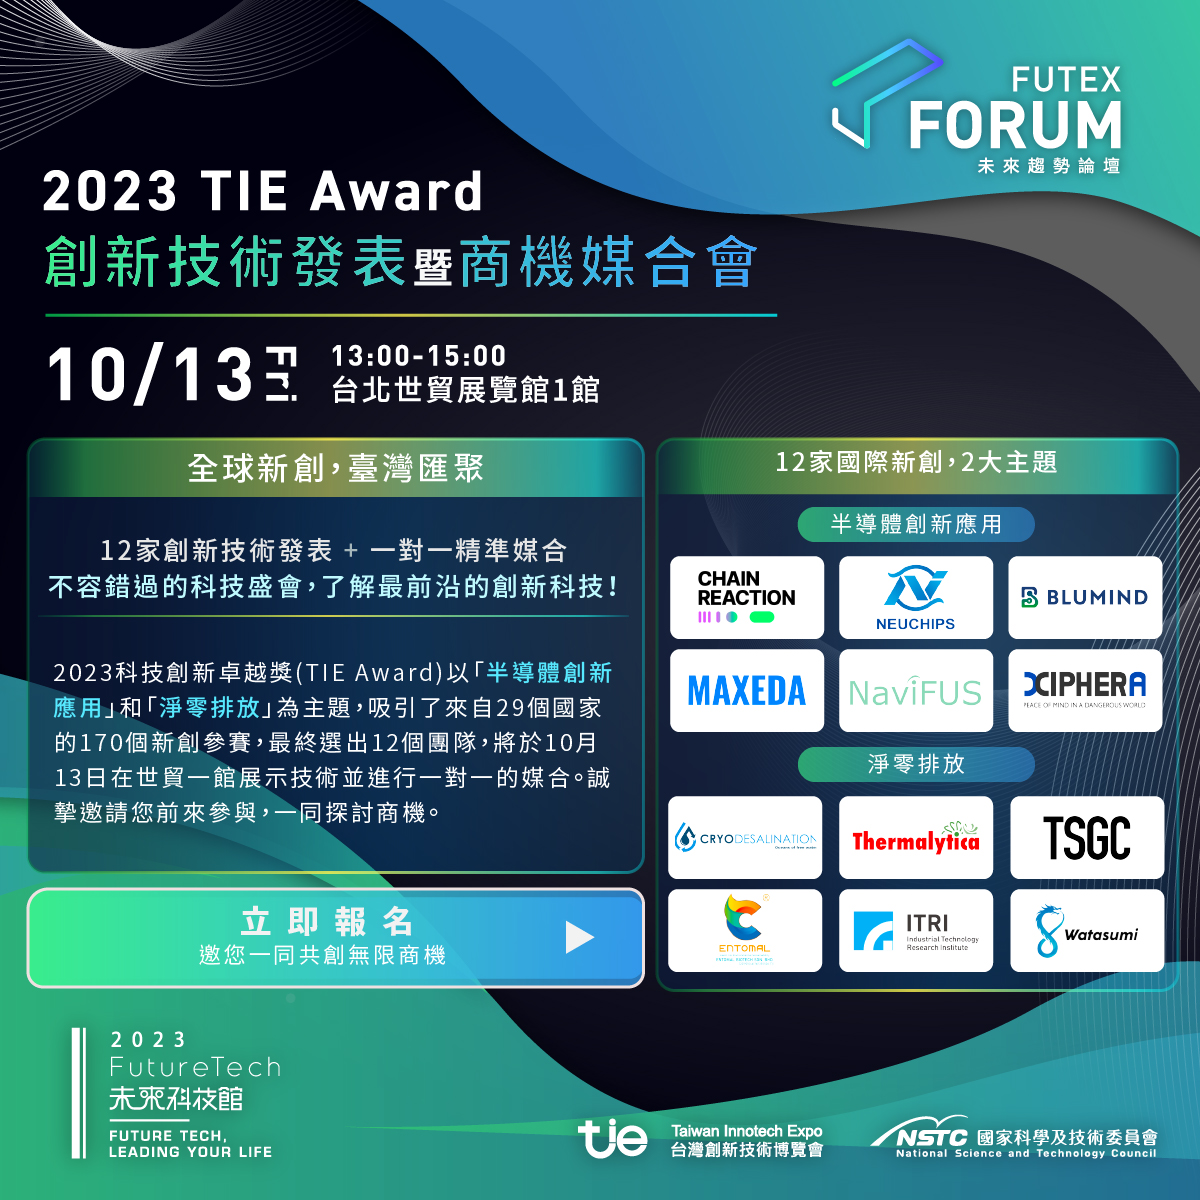 FUTEX
FORUM
未來趨勢論壇
2023 TIE Award
創新技術發表暨商機媒合會
10/13 Fri.
13:00-15:00
台北世貿展覽館1館
全球新創，臺灣匯聚
12家創新技術發表 + 一對一精準媒合
不容錯過的科技盛會，了解最前沿的創新科技！
2023科技創新卓越獎(TIE Award)以「半導體創新
應用」和「淨零排放」為主題，吸引了來自29個國家
的170個新創參賽，最終選出12個團隊，將於10月
13日在世貿一館展示技術並進行一對一的媒合。誠
摯邀請您前來參與，一同探討商機。
立即報名
邀您一同共創無限商機
12家國際新創，2大主題
半導體創新應用
CHAIN
REACTION
NEUCHIPS
BLUMIND
MAXEDA
NaviFUS
XIPHERA
PEACE OF MIND IN A DANGEROUS WORLD
淨零排放
CRYODESALINATION
Thermalytica
TSGC
ENTOMAL
ITRI
Industrial Technology
Research Institute
Watasumi
2023
FutureTech
未來科技館
FUTURE TECH,
LEADING YOUR LIFE
tie
Taiwan Innotech Expo
台灣創新技術博覽會
NSTC 國家科學及技術委員會
National Science and Technology Council